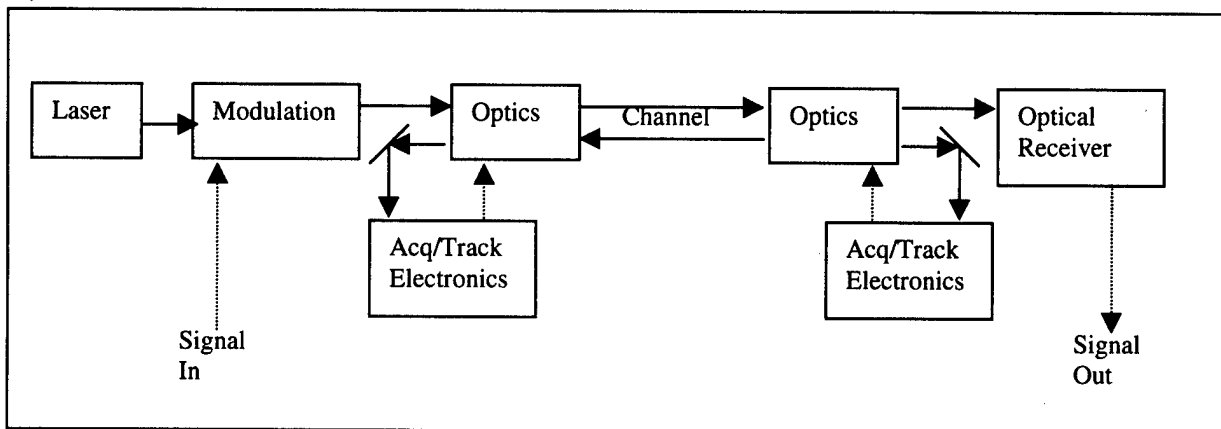 Laser
Modulation
Optics
Channel
Optics
Optical
Receiver
Acq/Track
Electronics
Acq/Track
Electronics
Signal
In
Signal
Out